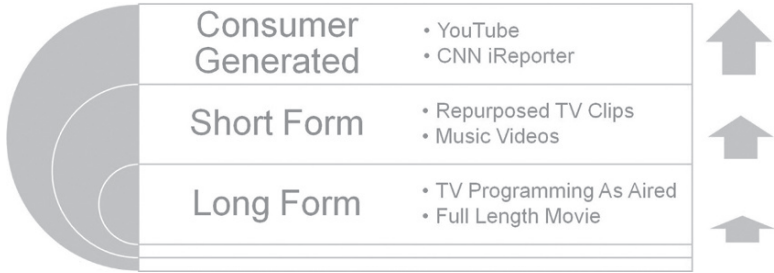 Consumer
Generated
• YouTube
• CNN iReporter
Short Form
• Repurposed TV Clips
• Music Videos
Long Form
• TV Programming As Aired
• Full Length Movie